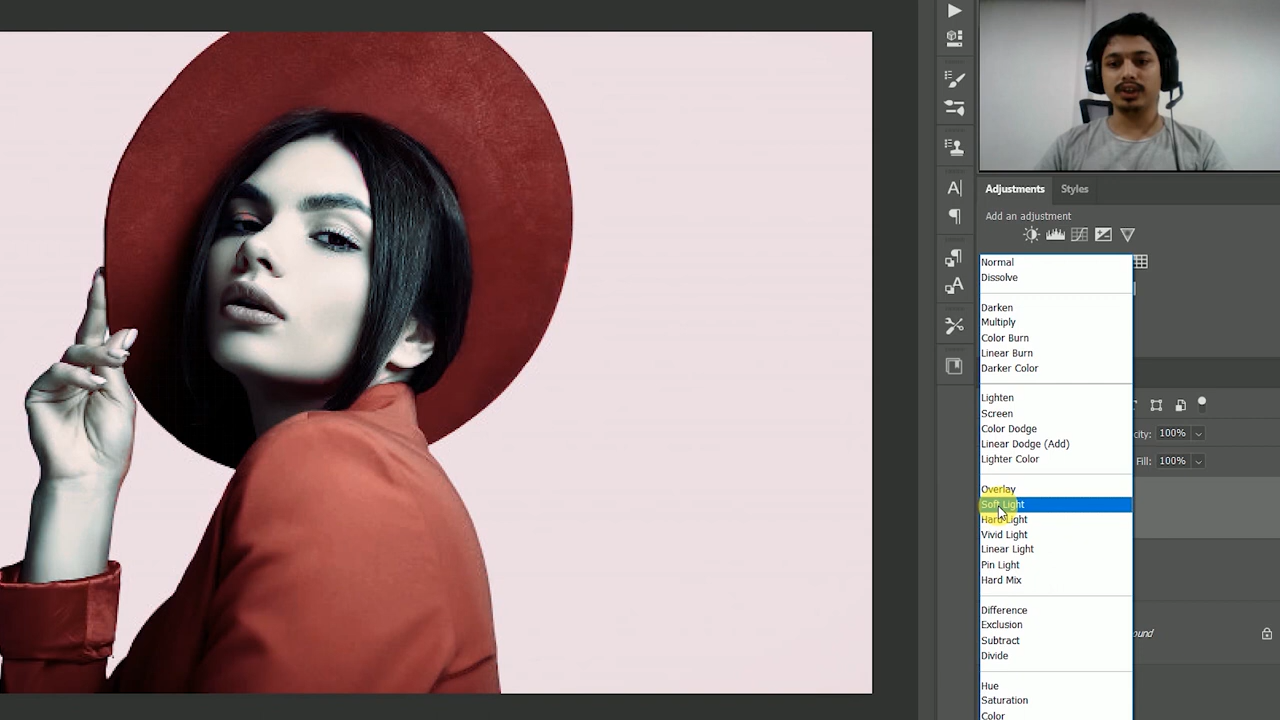 Adjustments Styles
Add an adjustment
Normal
Dissolve
Darken
Multiply
Color Burn
Linear Burn
Darker Color
Lighten
Screen
Color Dodge
city: 100%
Linear Dodge (Add)
Lighter Color
Fill: 100%
Overlay
Soft Light
Hard Light
Vivid Light
Linear Light
Pin Light
Hard Mix
Difference
Exclusion
ound
Subtract
Divide
Hue
Saturation
Color